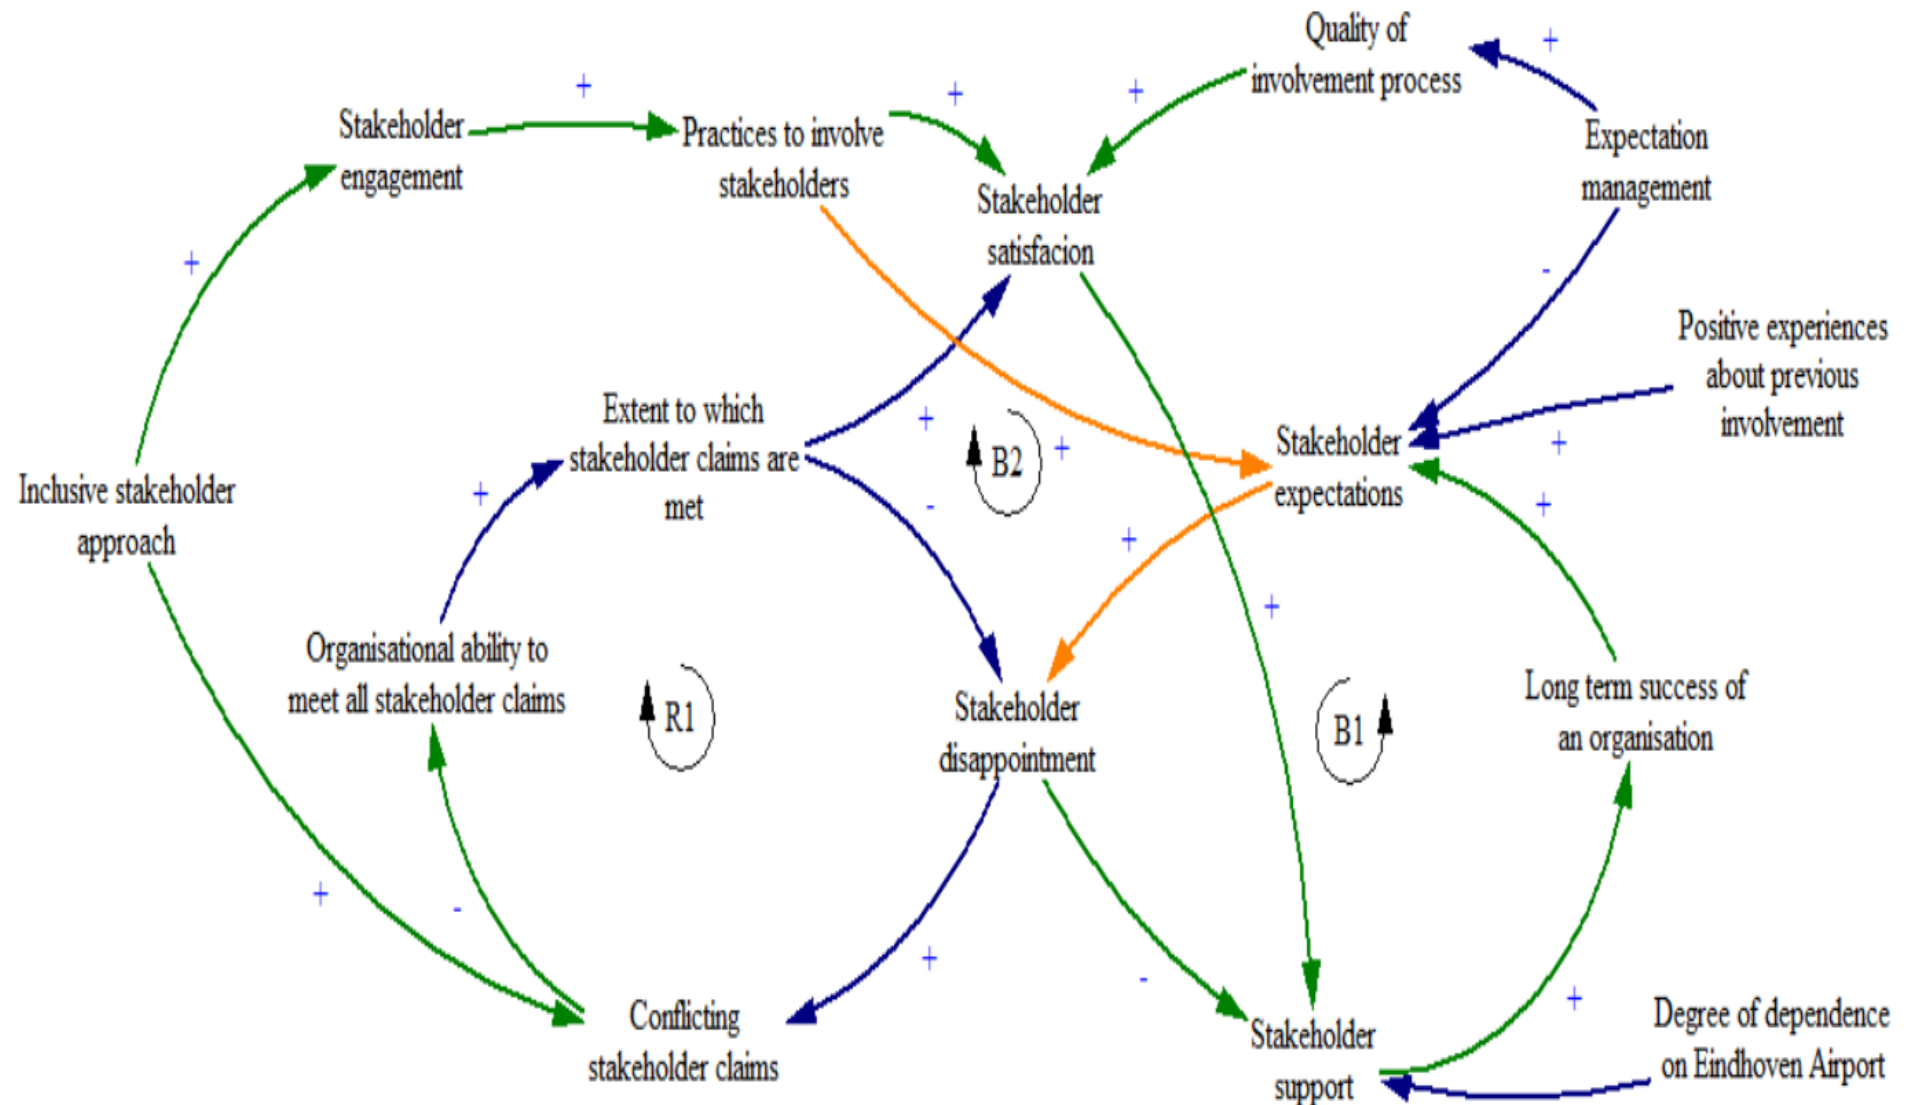 Quality of
involvement process
+
+
+
+
Stakeholder
engagement
Practices to involve
stakeholders
Expectation
management
Stakeholder
satisfacion
+
-
Positive experiences
about previous
involvement
Extent to which
stakeholder claims are
met
+
B2
+
Stakeholder
expectations
+
Inclusive stakeholder
approach
+
-
+
+
+
Organisational ability to
meet all stakeholder claims
R1
Stakeholder
disappointment
B1
Long term success of
an organisation
+
-
+
-
+
Conflicting
stakeholder claims
Stakeholder
support
Degree of dependence
on Eindhoven Airport